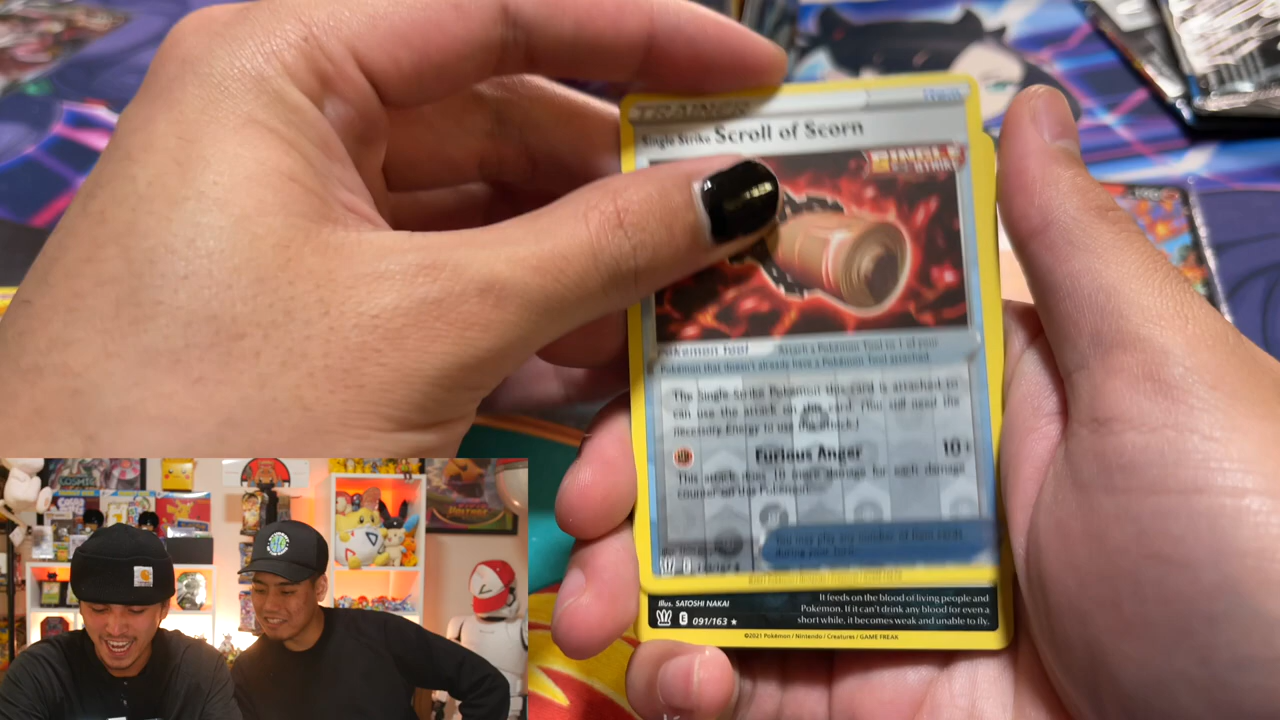 TRAINER
Single Strike Scroll of Scorn
SINGLE
STRIKE
Pokémon Tool
Attach a Pokémon Tool to 1 of your
Pokémon that doesn't already have a Pokémon Tool attached.
The Single Strike Pokémon this card is attached to
can use the attack on this card. (You still need the
necessary Energy to use this attack.)
Furious Anger 10+
This attack does 10 more damage for each damage
counter on this Pokémon.
You may play any number of Item cards
during your turn.
It feeds on the blood of living people and
Pokémon. If it can't drink any blood for even a
short while, it becomes weak and unable to fly.
Illus. SATOSHI NAKAI
E 091/163 ★
©2021 Pokémon / Nintendo / Creatures / GAME FREAK
COSMIC
VOLTAGE